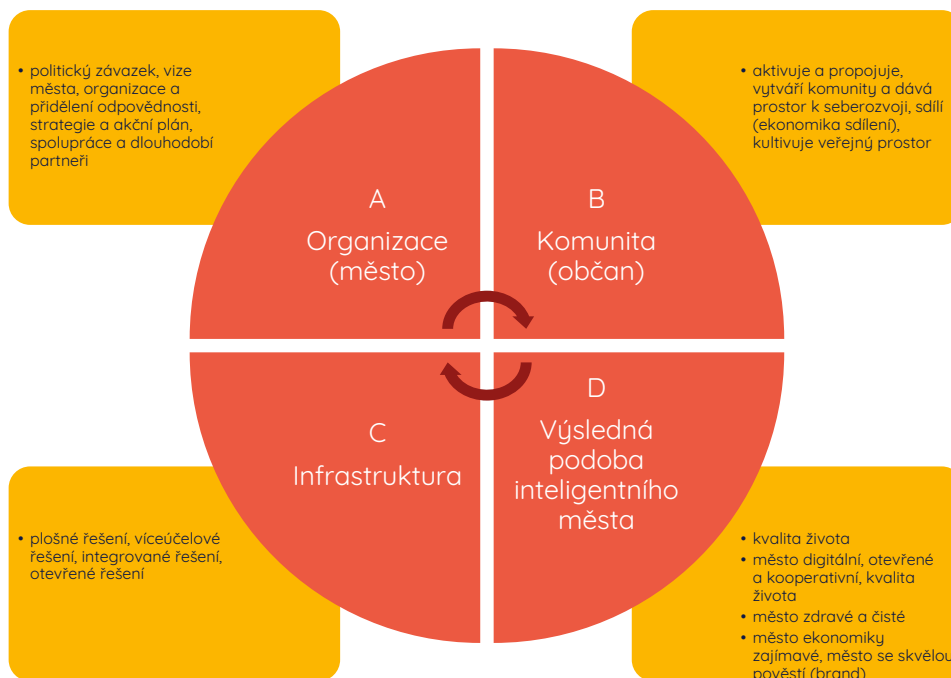 • politický závazek, vize
města, organizace a
přidělení odpovědnosti,
strategie a akční plán,
spolupráce a dlouhodobí
partneři
• aktivuje a propojuje,
vytváří komunity a dává
prostor k seberozvoji, sdílí
(ekonomika sdílení),
kultivuje veřejný prostor
A
Organizace
(město)
B
Komunita
(občan)
C
Infrastruktura
D
Výsledná
podoba
inteligentního
města
• plošné řešení, víceúčelové
řešení, integrované řešení,
otevřené řešení
• kvalita života
• město digitální, otevřené
a kooperativní, kvalita
života
• město zdravé a čisté
• město ekonomiky
zajímavé, město se skvělou
pověstí (brand)